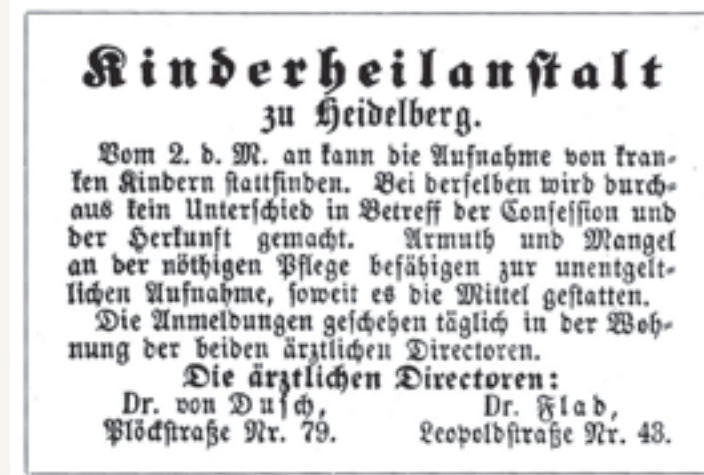 Kinderheilanstalt
zu Heidelberg.
Vom 2. d. M. an kann die Aufnahme von kran-
ken Kindern stattfinden. Bei derselben wird durch-
aus kein Unterschied in Betreff der Confession und
der Herkunft gemacht. Armuth und Mangel
an der nöthigen Pflege befähigen zur unentgelt-
lichen Aufnahme, soweit es die Mittel gestatten.
Die Anmeldungen geschehen täglich in der Woh-
nung der beiden ärztlichen Directoren.
Die ärztlichen Directoren:
Dr. von Dusch, Dr. Flad,
Plöckstraße Nr. 79. Leopoldstraße Nr. 43.